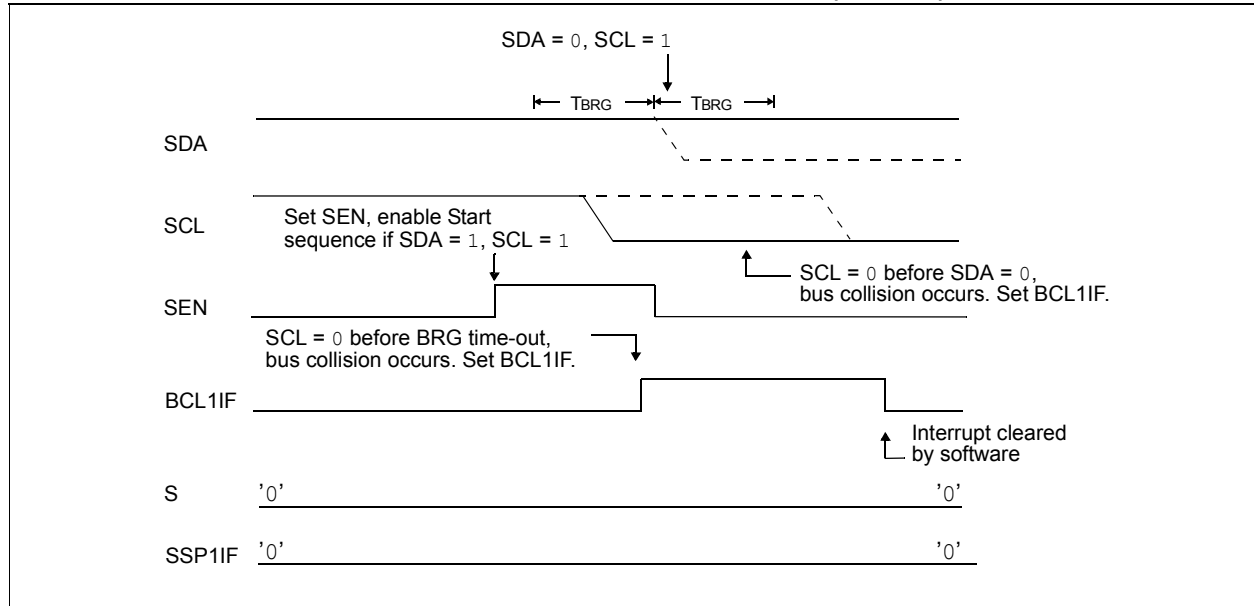 SDA = 0, SCL = 1
TBRG TBRG
SDA
SCL
Set SEN, enable Start
sequence if SDA = 1, SCL = 1
SCL = 0 before SDA = 0,
bus collision occurs. Set BCL1IF.
SEN
SCL = 0 before BRG time-out,
bus collision occurs. Set BCL1IF.
BCL1IF
Interrupt cleared
by software
S '0' '0'
SSP1IF '0' '0'